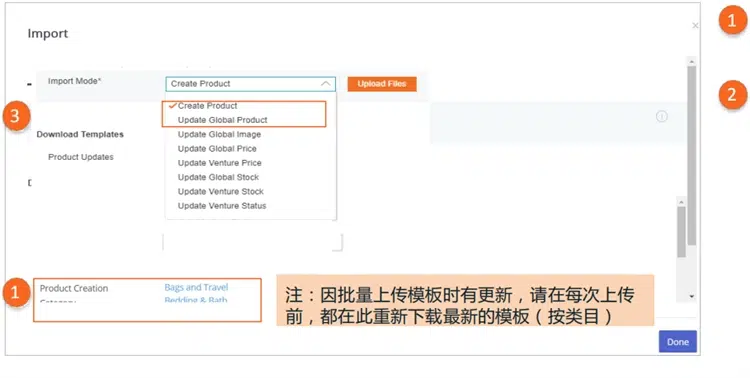 Import
Import Mode*
Create Product
Upload Files
Create Product
Update Global Product
Update Global Image
Update Global Price
Update Venture Price
Update Global Stock
Update Venture Stock
Update Venture Status
Download Templates
Product Updates
Product Creation
Category
Bags and Travel
Bedding & Bath
注：因批量上传模板时有更新，请在每次上传
前，都在此重新下载最新的模板（按类目）
Done
1
2
3
1